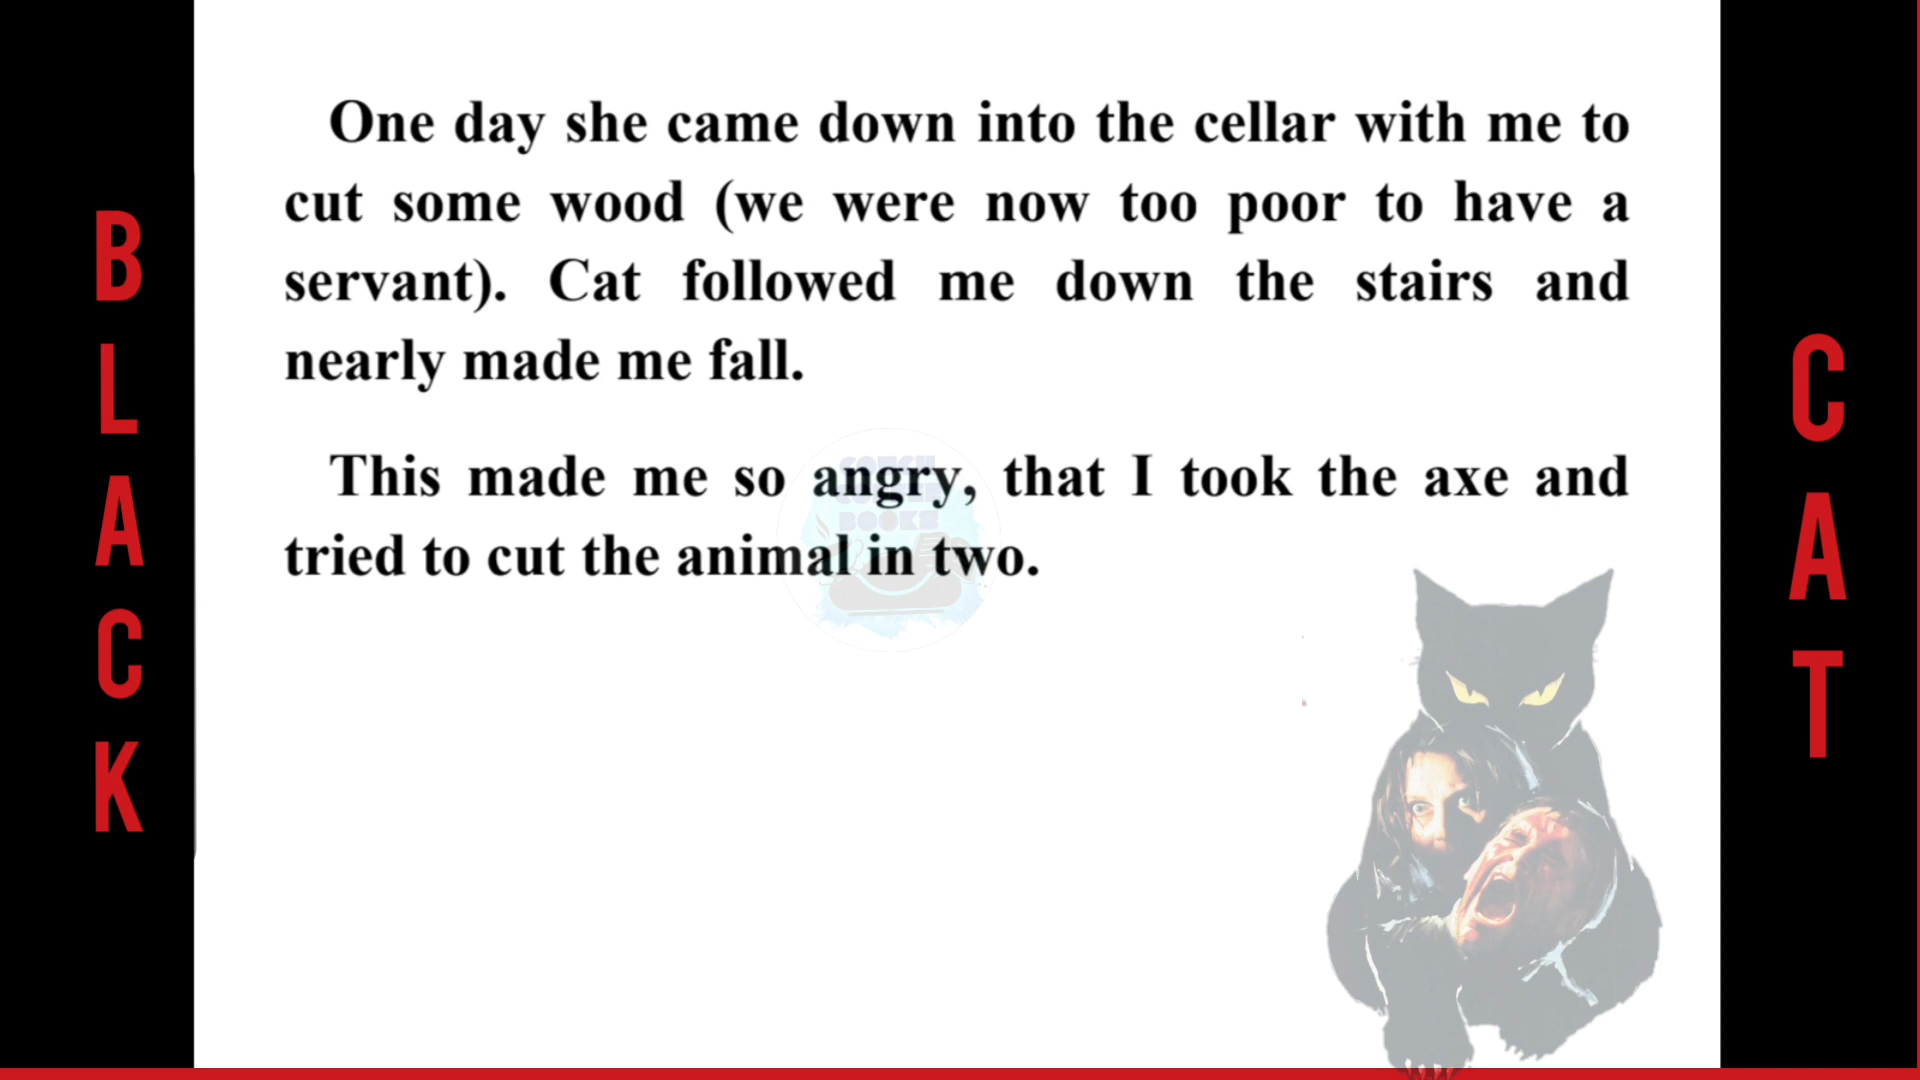 BLACK
One day she came down into the cellar with me to
cut some wood (we were now too poor to have a
servant). Cat followed me down the stairs and
nearly made me fall.
This made me so angry, that I took the axe and
tried to cut the animal in two.
BOOKS
CAT